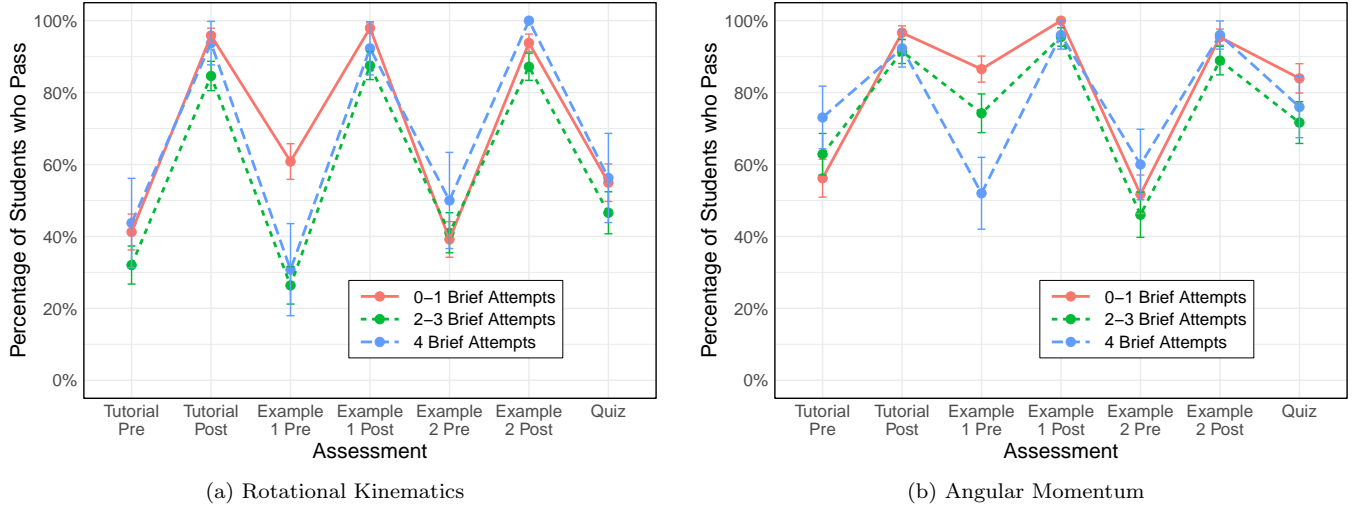 100%
80%
60%
40%
20%
0%
Percentage of Students who Pass
0−1 Brief Attempts
2−3 Brief Attempts
4 Brief Attempts
Tutorial Pre
Tutorial Post
Example 1 Pre
Example 1 Post
Example 2 Pre
Example 2 Post
Quiz
Assessment
(a) Rotational Kinematics
100%
80%
60%
40%
20%
0%
Percentage of Students who Pass
0−1 Brief Attempts
2−3 Brief Attempts
4 Brief Attempts
Tutorial Pre
Tutorial Post
Example 1 Pre
Example 1 Post
Example 2 Pre
Example 2 Post
Quiz
Assessment
(b) Angular Momentum